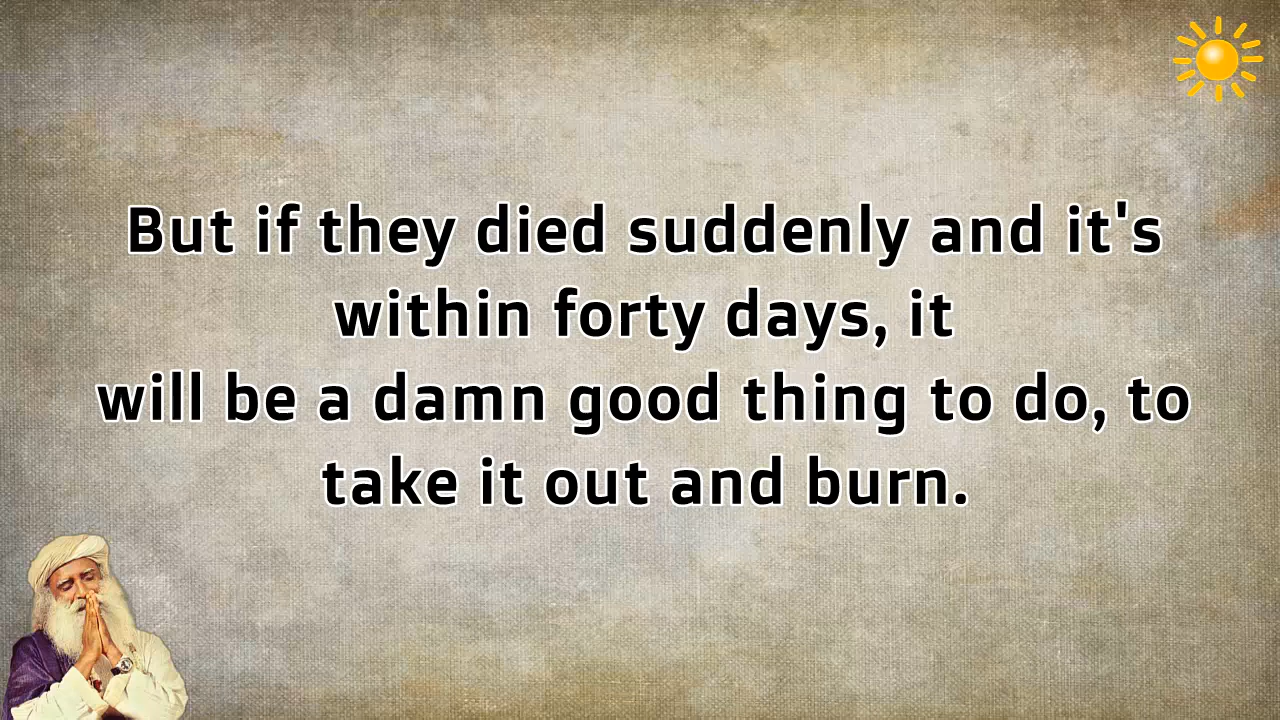 But if they died suddenly and it's
within forty days, it
will be a damn good thing to do, to
take it out and burn.